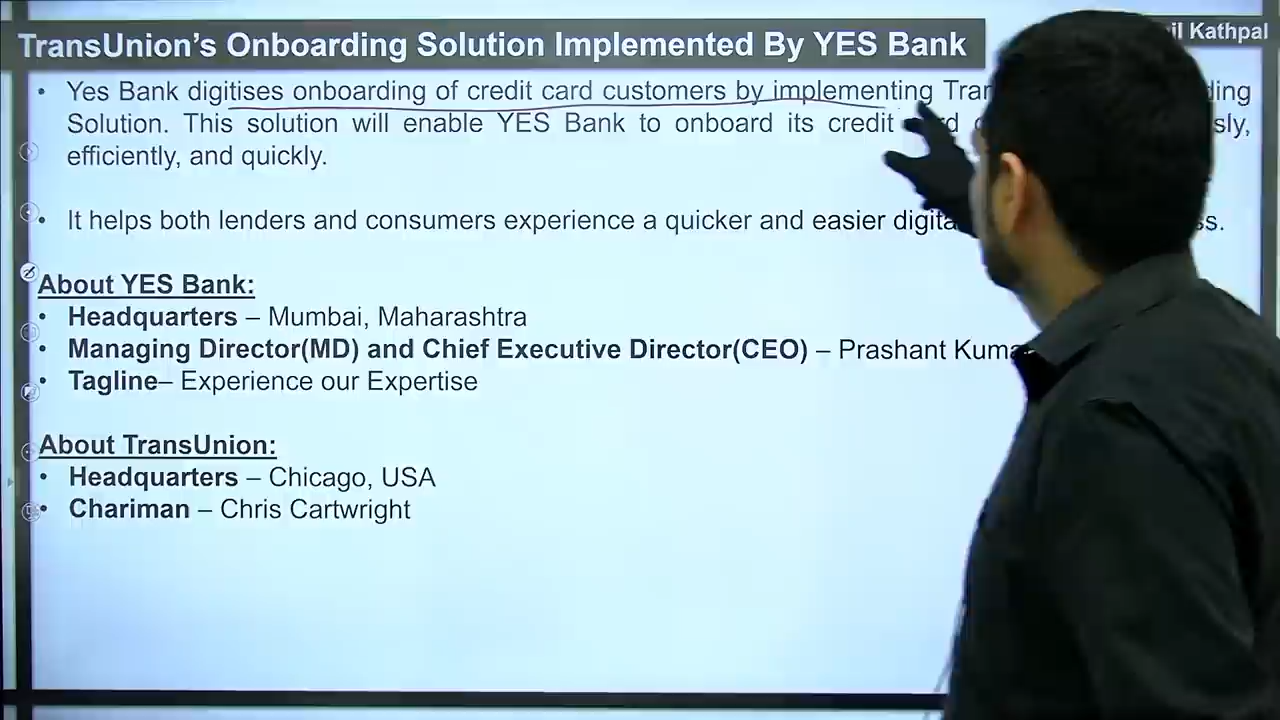 TransUnion's Onboarding Solution Implemented By YES Bank
il Kathpal
• Yes Bank digitises onboarding of credit card customers by implementing Tran ding
Solution. This solution will enable YES Bank to onboard its credit card sly,
efficiently, and quickly.
• It helps both lenders and consumers experience a quicker and easier digita s.
About YES Bank:
• Headquarters – Mumbai, Maharashtra
• Managing Director(MD) and Chief Executive Director(CEO) – Prashant Kuma
• Tagline– Experience our Expertise
About TransUnion:
• Headquarters – Chicago, USA
• Chariman – Chris Cartwright